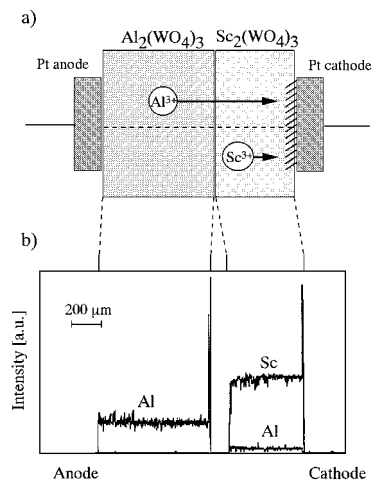 a)
Al2(WO4)3 Sc2(WO4)3
Pt anode
Pt cathode
Al3+
Sc3+
b)
200 μm
Intensity [a.u.]
Sc
Al
Al
Anode
Cathode